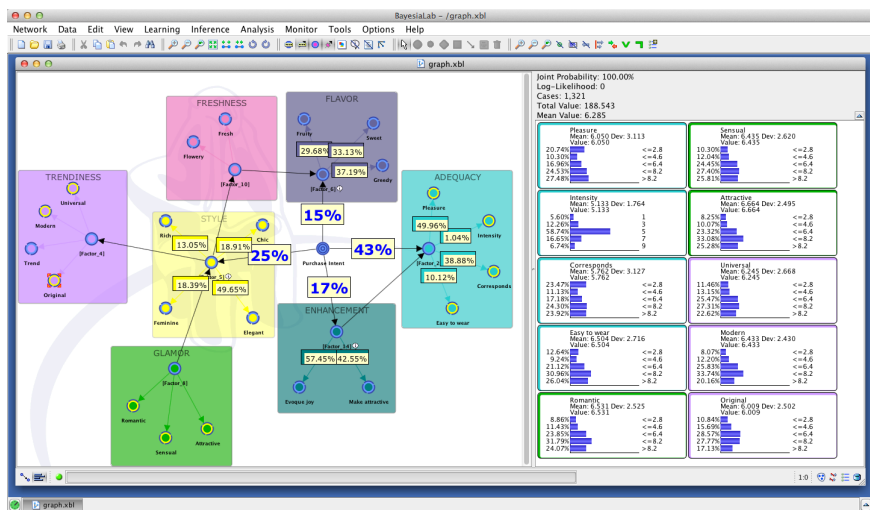 BayesiaLab - /graph.xbl
Network Data Edit View Learning Inference Analysis Monitor Tools Options Help
graph.xbl
FRESHNESS
Fresh
Flowery
[Factor_10]
FLAVOR
Fruity
Sweet
29.68% 33.13%
37.19%
Greedy
[Factor_6]
TRENDINESS
Universal
Modern
Trend
[Factor_4]
Original
STYLE
Rich
Chic
13.05% 18.91%
18.39% 49.65%
Feminine
Elegant
15%
25%
43%
17%
Purchase Intent
ADEQUACY
Pleasure
49.96%
1.04% Intensity
[Factor_2
38.88%
10.12%
Corresponds
Easy to wear
ENHANCEMENT
[Factor_14]
57.45% 42.55%
Evoque joy
Make attractive
GLAMOR
[Factor_8]
Romantic
Attractive
Sensual
Joint Probability: 100.00%
Log-Likelihood: 0
Cases: 1,321
Total Value: 188.543
Mean Value: 6.285
Pleasure
Mean: 6.050 Dev: 3.113
Value: 6.050
20.74% <=2.8
10.30% <=4.6
16.96% <=6.4
24.53% <=8.2
27.48% >8.2
Sensual
Mean: 6.435 Dev: 2.620
Value: 6.435
10.30% <=2.8
12.04% <=4.6
24.45% <=6.4
27.40% <=8.2
25.81% >8.2
Intensity
Mean: 5.133 Dev: 1.764
Value: 5.133
5.60% 1
12.26% 3
58.74% 5
16.65% 7
6.74% 9
Attractive
Mean: 6.664 Dev: 2.495
Value: 6.664
8.25% <=2.8
10.07% <=4.6
23.32% <=6.4
33.08% <=8.2
25.28% >8.2
Corresponds
Mean: 5.762 Dev: 3.127
Value: 5.762
23.47% <=2.8
11.13% <=4.6
17.18% <=6.4
24.30% <=8.2
23.92% >8.2
Universal
Mean: 6.245 Dev: 2.668
Value: 6.245
11.46% <=2.8
13.15% <=4.6
25.47% <=6.4
27.31% <=8.2
22.62% >8.2
Easy to wear
Mean: 6.504 Dev: 2.716
Value: 6.504
12.64% <=2.8
9.24% <=4.6
21.12% <=6.4
30.96% <=8.2
26.04% >8.2
Modern
Mean: 6.433 Dev: 2.430
Value: 6.433
8.07% <=2.8
12.20% <=4.6
25.83% <=6.4
33.74% <=8.2
20.16% >8.2
Romantic
Mean: 6.531 Dev: 2.525
Value: 6.531
8.86% <=2.8
11.43% <=4.6
23.85% <=6.4
31.79% <=8.2
24.07% >8.2
Original
Mean: 6.009 Dev: 2.502
Value: 6.009
10.84% <=2.8
15.69% <=4.6
28.57% <=6.4
27.77% <=8.2
17.13% >8.2
1:0
graph.xbl